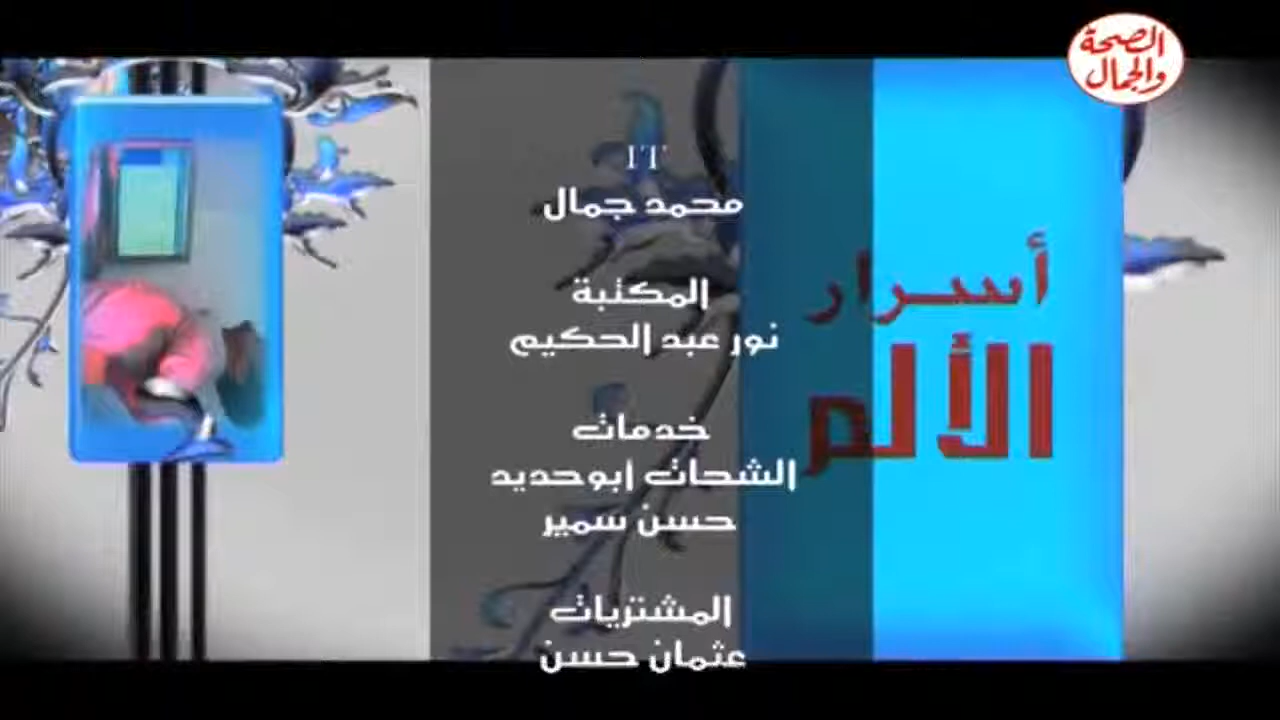 الصحة
والجمال
IT
محمد جمال
المكتبة
نور عبد الحكيم
خدمات
الشحات ابوحديد
حسن سمير
المشتريات
عثمان حسن
أسرار
الألم